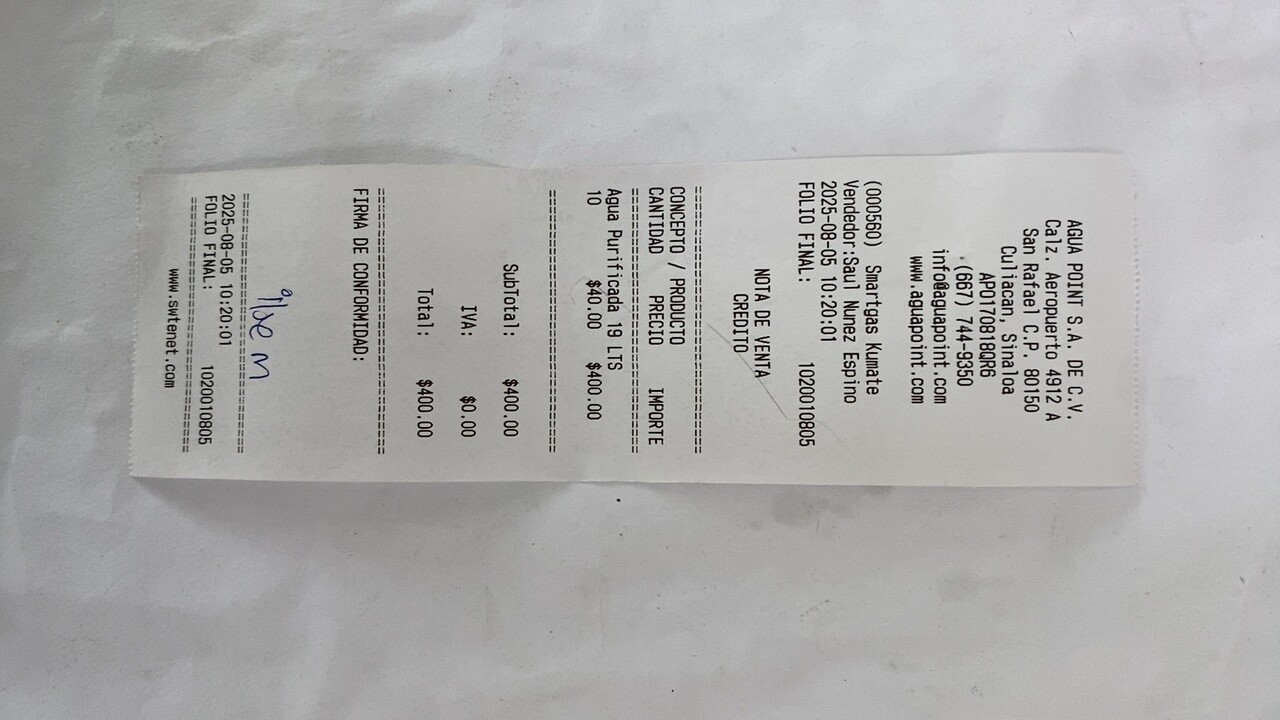 AGUA POINT S.A. DE C.V.
Calz. Aeropuerto 4912 A
San Rafael C.P. 80150
Culiacan, Sinaloa
APO170818QR6
(667) 744-9350
info@aguapoint.com
www.aguapoint.com
(000560) Smartgas Kumate
Vendedor:Saul Nunez Espino
2025-08-05 10:20:01
FOLIO FINAL: 1020010805
NOTA DE VENTA
CREDITO
CONCEPTO / PRODUCTO
CANTIDAD PRECIO IMPORTE
Agua Purificada 19 LTS
10 $40.00 $400.00
SubTotal: $400.00
IVA: $0.00
Total: $400.00
FIRMA DE CONFORMIDAD:
M
2025-08-05 10:20:01
FOLIO FINAL: 1020010805
www.swtenet.com